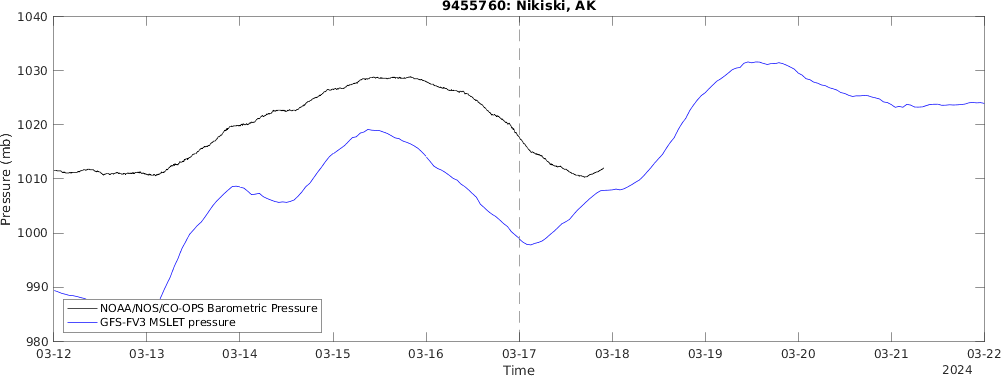 9455760: Nikiski, AK
1040
1030
1020
1010
1000
990
980
Pressure (mb)
NOAA/NOS/CO-OPS Barometric Pressure
GFS-FV3 MSLET pressure
03-12 03-13 03-14 03-15 03-16 03-17 03-18 03-19 03-20 03-21 03-22
Time
2024